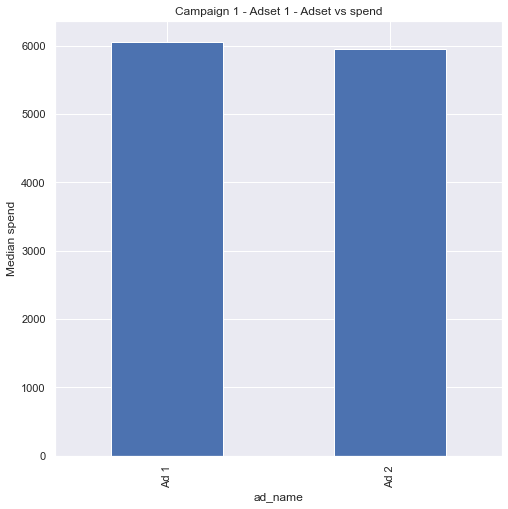 Campaign 1 - Adset 1 - Adset vs spend
6000
5000
4000
3000
2000
1000
0
Median spend
Ad 1
Ad 2
ad_name